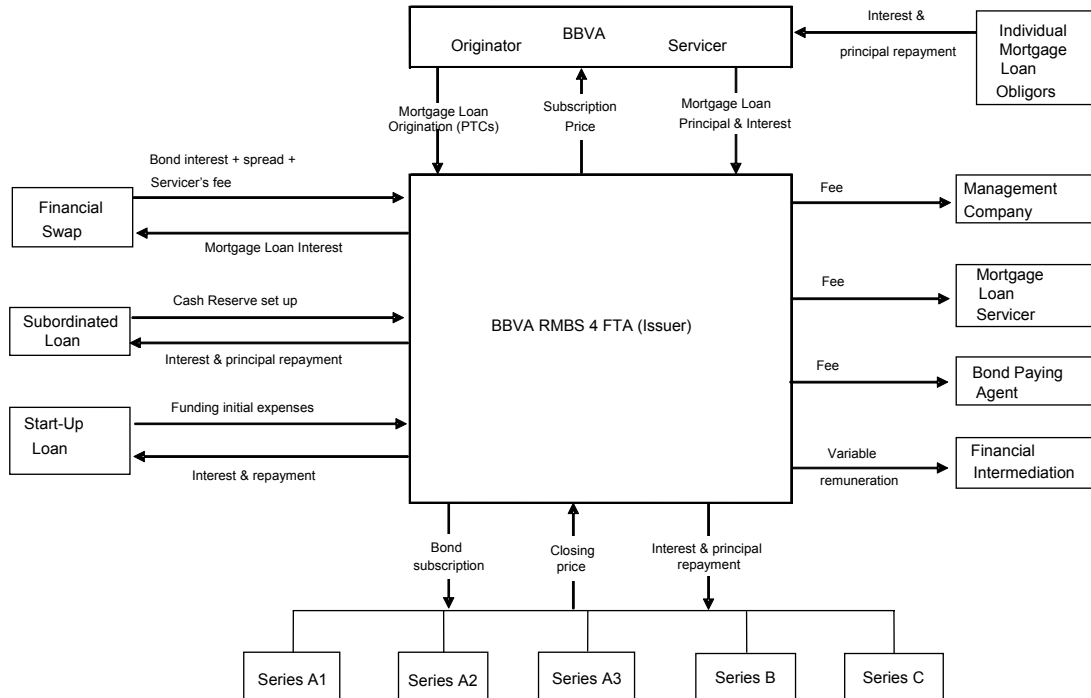 BBVA
Originator
Servicer
Interest &
principal repayment
Individual
Mortgage
Loan
Obligors
Mortgage Loan
Origination (PTCs)
Subscription
Price
Mortgage Loan
Principal & Interest
Bond interest + spread +
Servicer's fee
Financial
Swap
Mortgage Loan Interest
Cash Reserve set up
Subordinated
Loan
Interest & principal repayment
Funding initial expenses
Start-Up
Loan
Interest & repayment
BBVA RMBS 4 FTA (Issuer)
Fee
Management
Company
Fee
Mortgage
Loan
Servicer
Fee
Bond Paying
Agent
Variable
remuneration
Financial
Intermediation
Bond
subscription
Closing
price
Interest & principal
repayment
Series A1
Series A2
Series A3
Series B
Series C